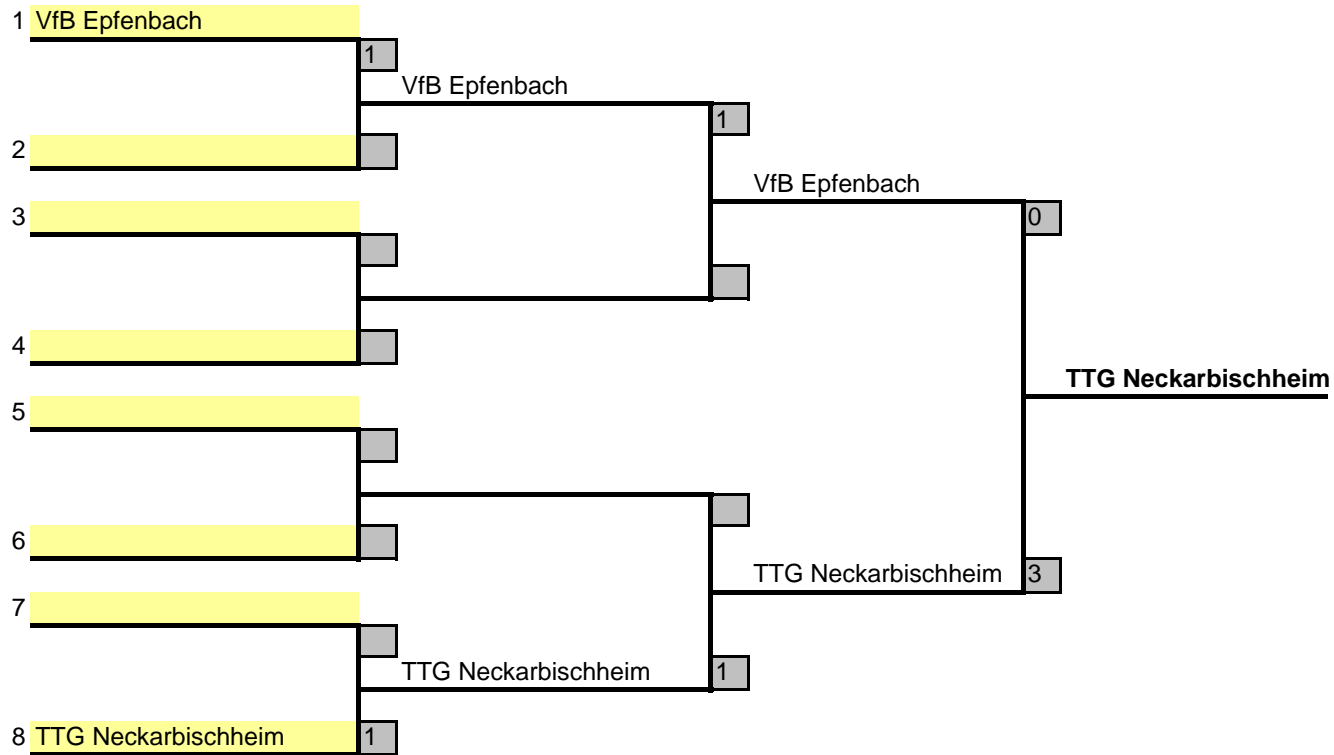 1 VfB Epfenbach
1
VfB Epfenbach
1
2
VfB Epfenbach
3
0
4
TTG Neckarbischheim
5
6
TTG Neckarbischheim 3
7
TTG Neckarbischheim 1
8 TTG Neckarbischheim 1